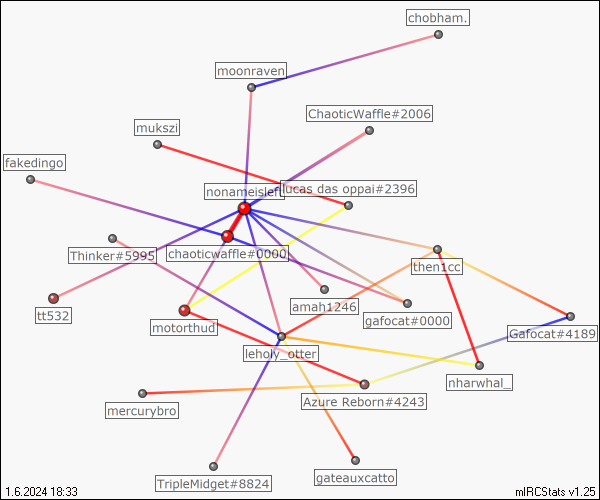 chobham.
moonraven
ChaoticWaffle#2006
mukszi
fakedingo
lucas das oppai#2396
chaoticwaffle#0000
Thinker#5995
then1cc
amah1246
tt532
motorthud
gafocat#0000
Gafocat#4189
leholy_otter
nharwhal_
Azure Reborn#4243
mercurybro
TripleMidget#8824
gateauxcatto
1.6.2024 18:33
mIRCStats v1.25